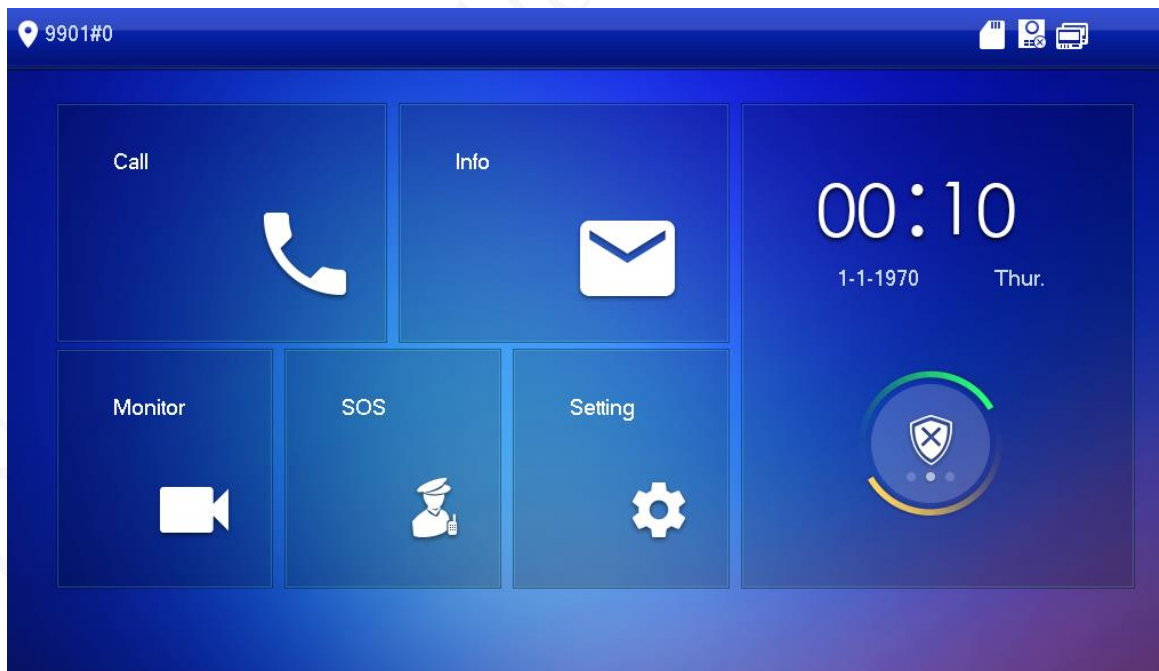 9901#0
Call
Info
00:10
1-1-1970 Thur.
Monitor
SOS
Setting